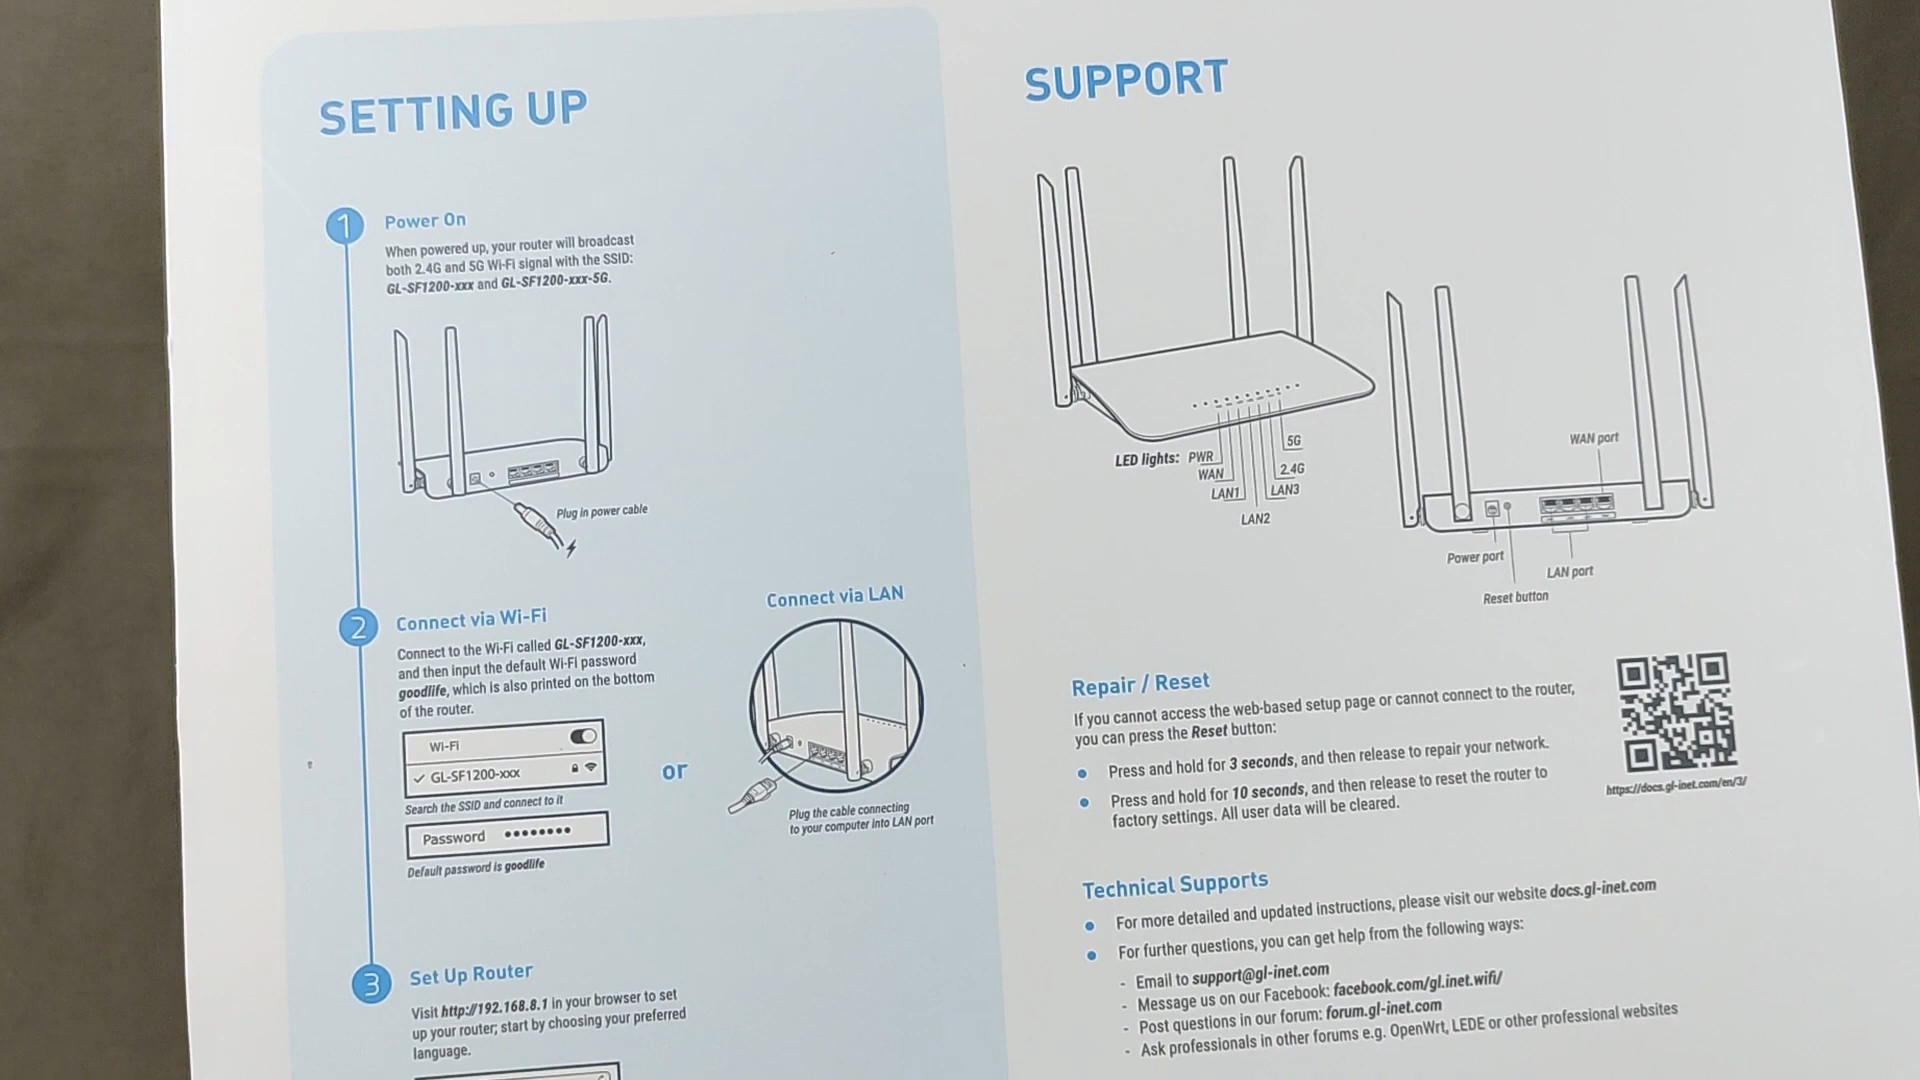 SETTING UP
1
Power On
When powered up, your router will broadcast
both 2.4G and 5G Wi-Fi signal with the SSID:
GL-SF1200-xxx and GL-SF1200-xxx-5G.
Plug in power cable
2
Connect via Wi-Fi
Connect to the Wi-Fi called GL-SF1200-xxx,
and then input the default Wi-Fi password
goodlife, which is also printed on the bottom
of the router.
Wi-Fi
✓ GL-SF1200-xxx
Search the SSID and connect to it
Password ••••••••
Default password is goodlife
or
Connect via LAN
Plug the cable connecting
to your computer into LAN port
3
Set Up Router
Visit http://192.168.8.1 in your browser to set
up your router; start by choosing your preferred
language.
SUPPORT
LED lights: PWR
WAN
LAN1
LAN2
LAN3
2.4G
5G
WAN port
Power port
LAN port
Reset button
Repair / Reset
If you cannot access the web-based setup page or cannot connect to the router,
you can press the Reset button:
• Press and hold for 3 seconds, and then release to repair your network.
• Press and hold for 10 seconds, and then release to reset the router to
factory settings. All user data will be cleared.
https://docs.gl-inet.com/en/3/
Technical Supports
• For more detailed and updated instructions, please visit our website docs.gl-inet.com
• For further questions, you can get help from the following ways:
- Email to support@gl-inet.com
- Message us on our Facebook: facebook.com/gl.inet.wifi/
- Post questions in our forum: forum.gl-inet.com
- Ask professionals in other forums e.g. OpenWrt, LEDE or other professional websites